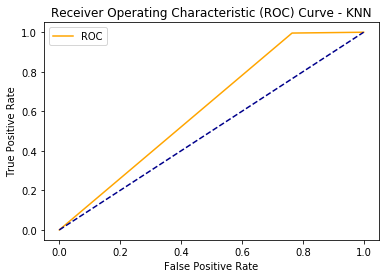 Receiver Operating Characteristic (ROC) Curve - KNN
ROC
True Positive Rate
1.0
0.8
0.6
0.4
0.2
0.0
0.0 0.2 0.4 0.6 0.8 1.0
False Positive Rate